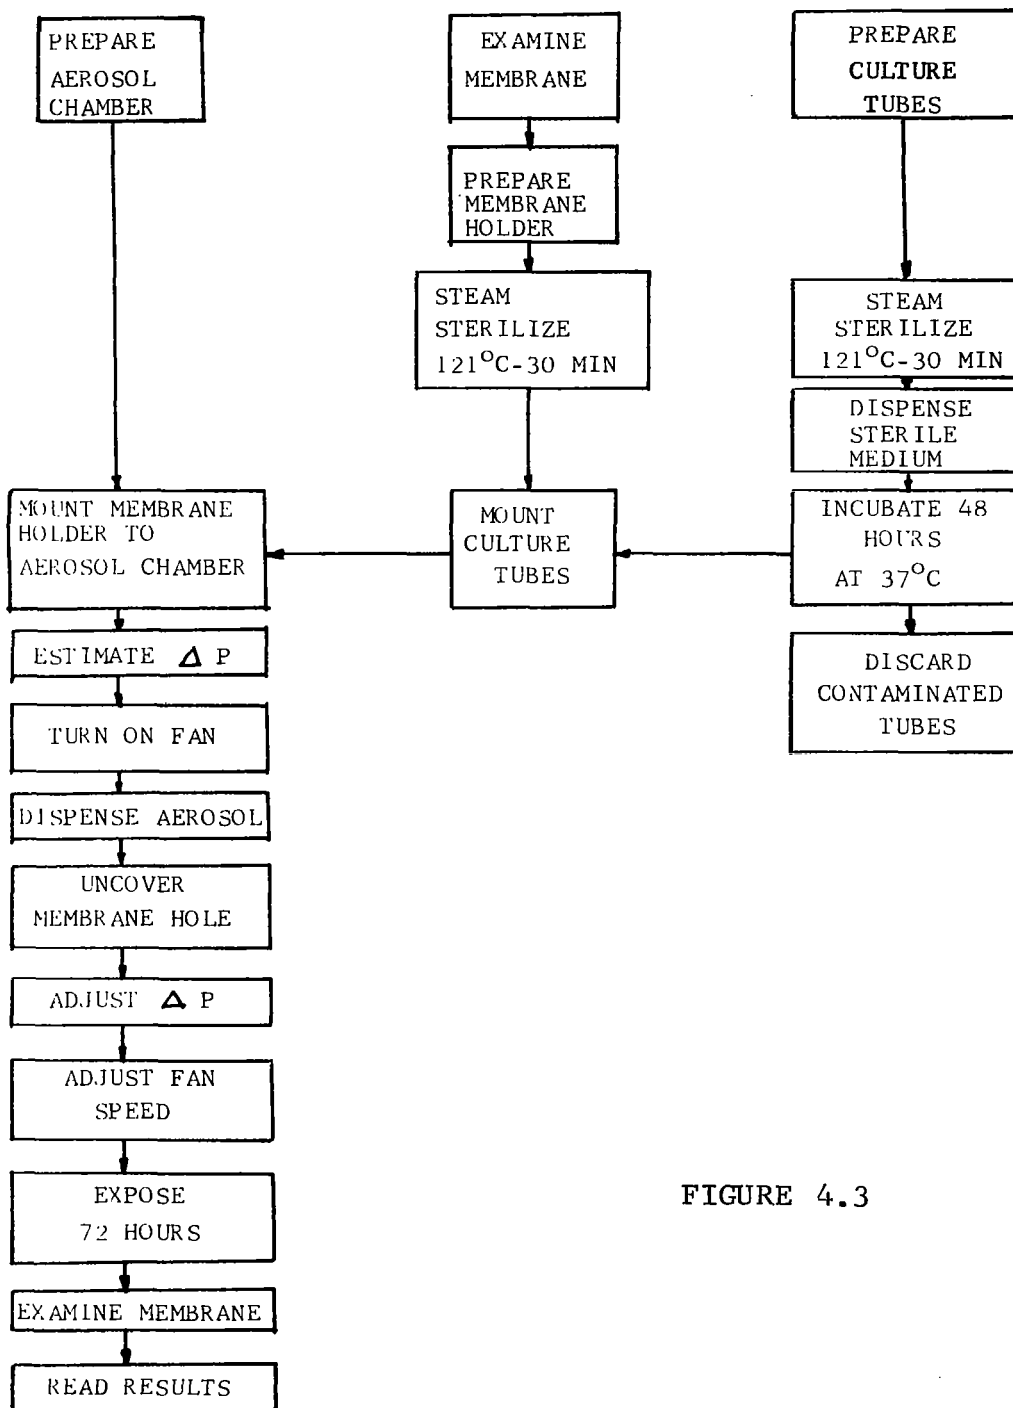 PREPARE
AEROSOL
CHAMBER
EXAMINE
MEMBRANE
PREPARE
CULTURE
TUBES
PREPARE
MEMBRANE
HOLDER
STEAM
STERILIZE
121°C-30 MIN
STEAM
STERILIZE
121°C-30 MIN
DISPENSE
STERILE
MEDIUM
MOUNT MEMBRANE
HOLDER TO
AEROSOL CHAMBER
MOUNT
CULTURE
TUBES
INCUBATE 48
HOURS
AT 37°C
DISCARD
CONTAMINATED
TUBES
ESTIMATE Δ P
TURN ON FAN
DISPENSE AEROSOL
UNCOVER
MEMBRANE HOLE
ADJUST Δ P
ADJUST FAN
SPEED
EXPOSE
72 HOURS
EXAMINE MEMBRANE
READ RESULTS
FIGURE 4.3